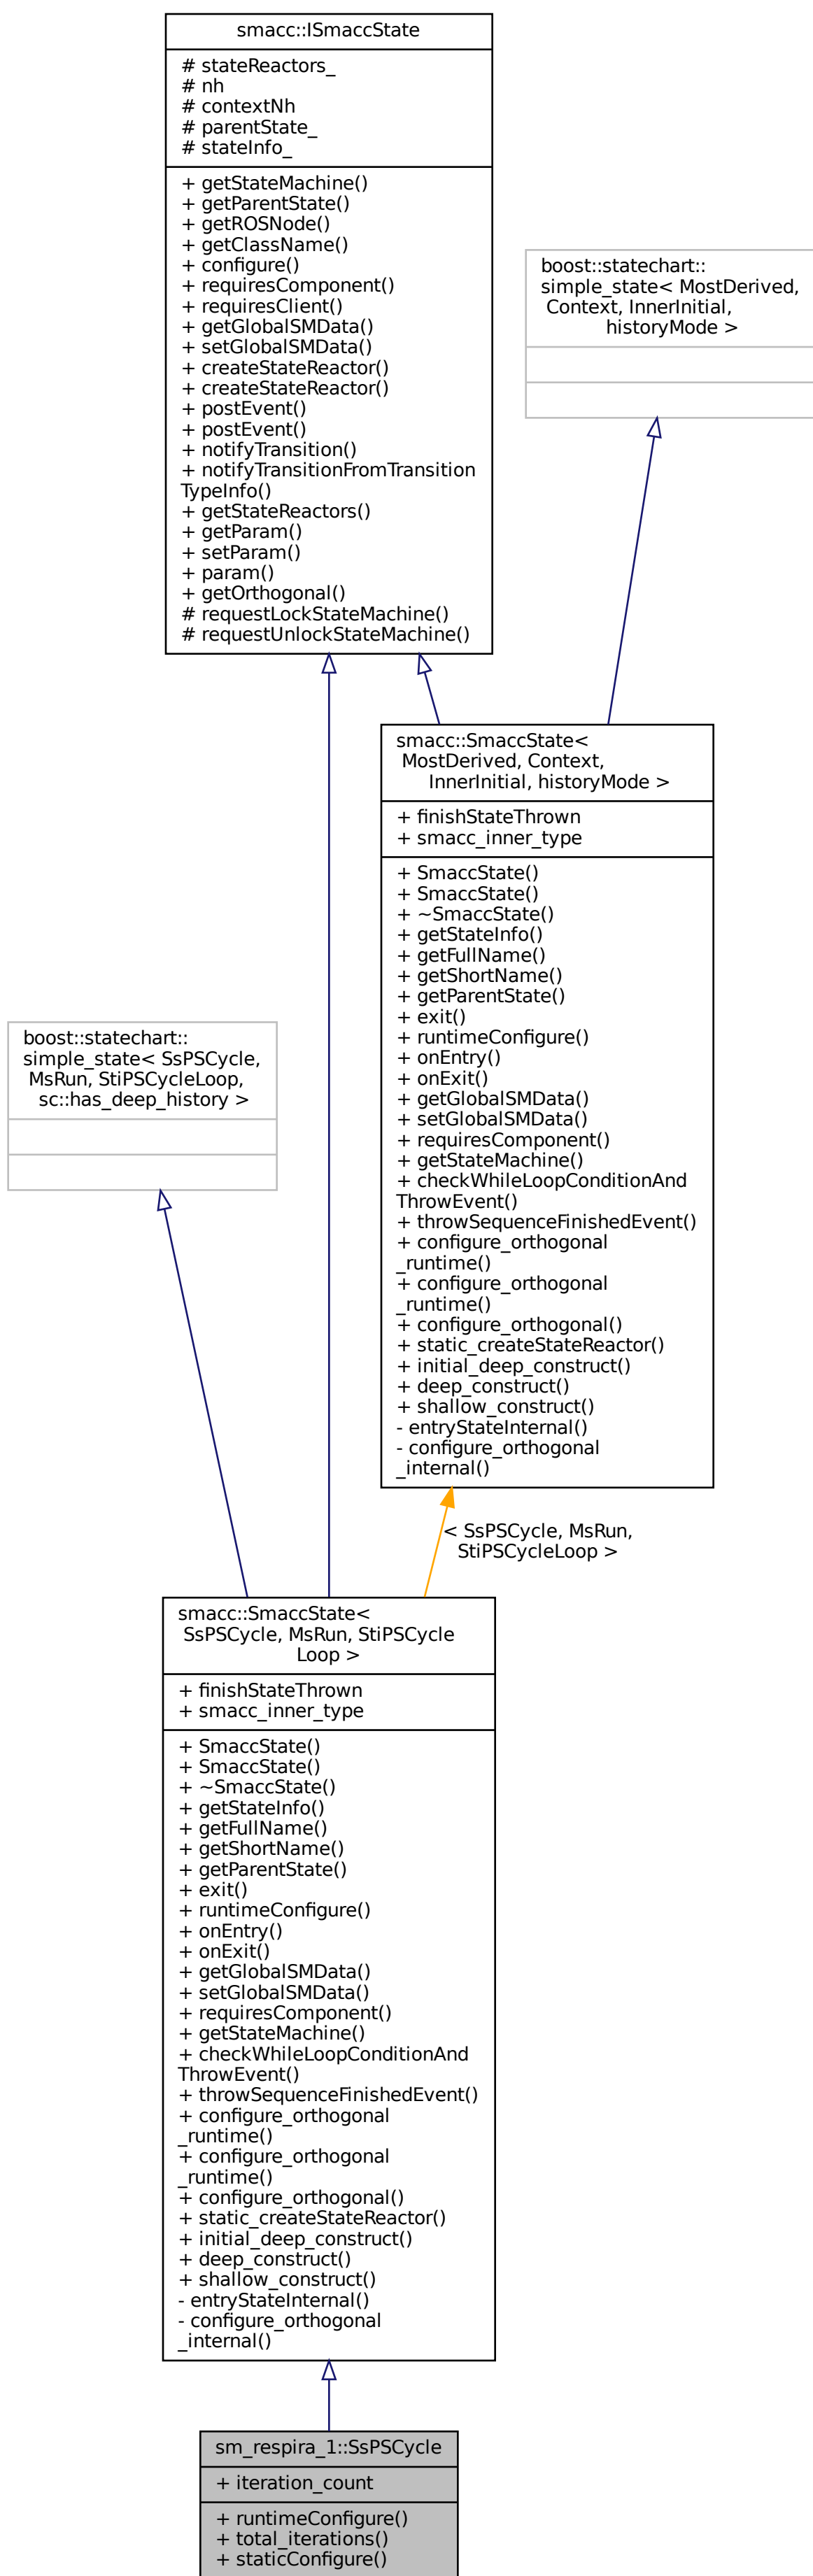 smacc::ISmaccState
# stateReactors_
# nh
# contextNh
# parentState_
# stateInfo_
+ getStateMachine()
+ getParentState()
+ getROSNode()
+ getClassName()
+ configure()
+ requiresComponent()
+ requiresClient()
+ getGlobalSMData()
+ setGlobalSMData()
+ createStateReactor()
+ createStateReactor()
+ postEvent()
+ postEvent()
+ notifyTransition()
+ notifyTransitionFromTransition
TypeInfo()
+ getStateReactors()
+ getParam()
+ setParam()
+ param()
+ getOrthogonal()
# requestLockStateMachine()
# requestUnlockStateMachine()
boost::statechart::
simple_state< MostDerived,
Context, InnerInitial,
historyMode >
smacc::SmaccState<
MostDerived, Context,
InnerInitial, historyMode >
+ finishStateThrown
+ smacc_inner_type
+ SmaccState()
+ SmaccState()
+ ~SmaccState()
+ getStateInfo()
+ getFullName()
+ getShortName()
+ getParentState()
+ exit()
+ runtimeConfigure()
+ onEntry()
+ onExit()
+ getGlobalSMData()
+ setGlobalSMData()
+ requiresComponent()
+ getStateMachine()
+ checkWhileLoopConditionAnd
ThrowEvent()
+ throwSequenceFinishedEvent()
+ configure_orthogonal
_runtime()
+ configure_orthogonal
_runtime()
+ configure_orthogonal()
+ static_createStateReactor()
+ initial_deep_construct()
+ deep_construct()
+ shallow_construct()
- entryStateInternal()
- configure_orthogonal
_internal()
boost::statechart::
simple_state< SsPSCycle,
MsRun, StiPSCycleLoop,
sc::has_deep_history >
< SsPSCycle, MsRun,
StiPSCycleLoop >
smacc::SmaccState<
SsPSCycle, MsRun, StiPSCycle
Loop >
+ finishStateThrown
+ smacc_inner_type
+ SmaccState()
+ SmaccState()
+ ~SmaccState()
+ getStateInfo()
+ getFullName()
+ getShortName()
+ getParentState()
+ exit()
+ runtimeConfigure()
+ onEntry()
+ onExit()
+ getGlobalSMData()
+ setGlobalSMData()
+ requiresComponent()
+ getStateMachine()
+ checkWhileLoopConditionAnd
ThrowEvent()
+ throwSequenceFinishedEvent()
+ configure_orthogonal
_runtime()
+ configure_orthogonal
_runtime()
+ configure_orthogonal()
+ static_createStateReactor()
+ initial_deep_construct()
+ deep_construct()
+ shallow_construct()
- entryStateInternal()
- configure_orthogonal
_internal()
sm_respira_1::SsPSCycle
+ iteration_count
+ runtimeConfigure()
+ total_iterations()
+ staticConfigure()